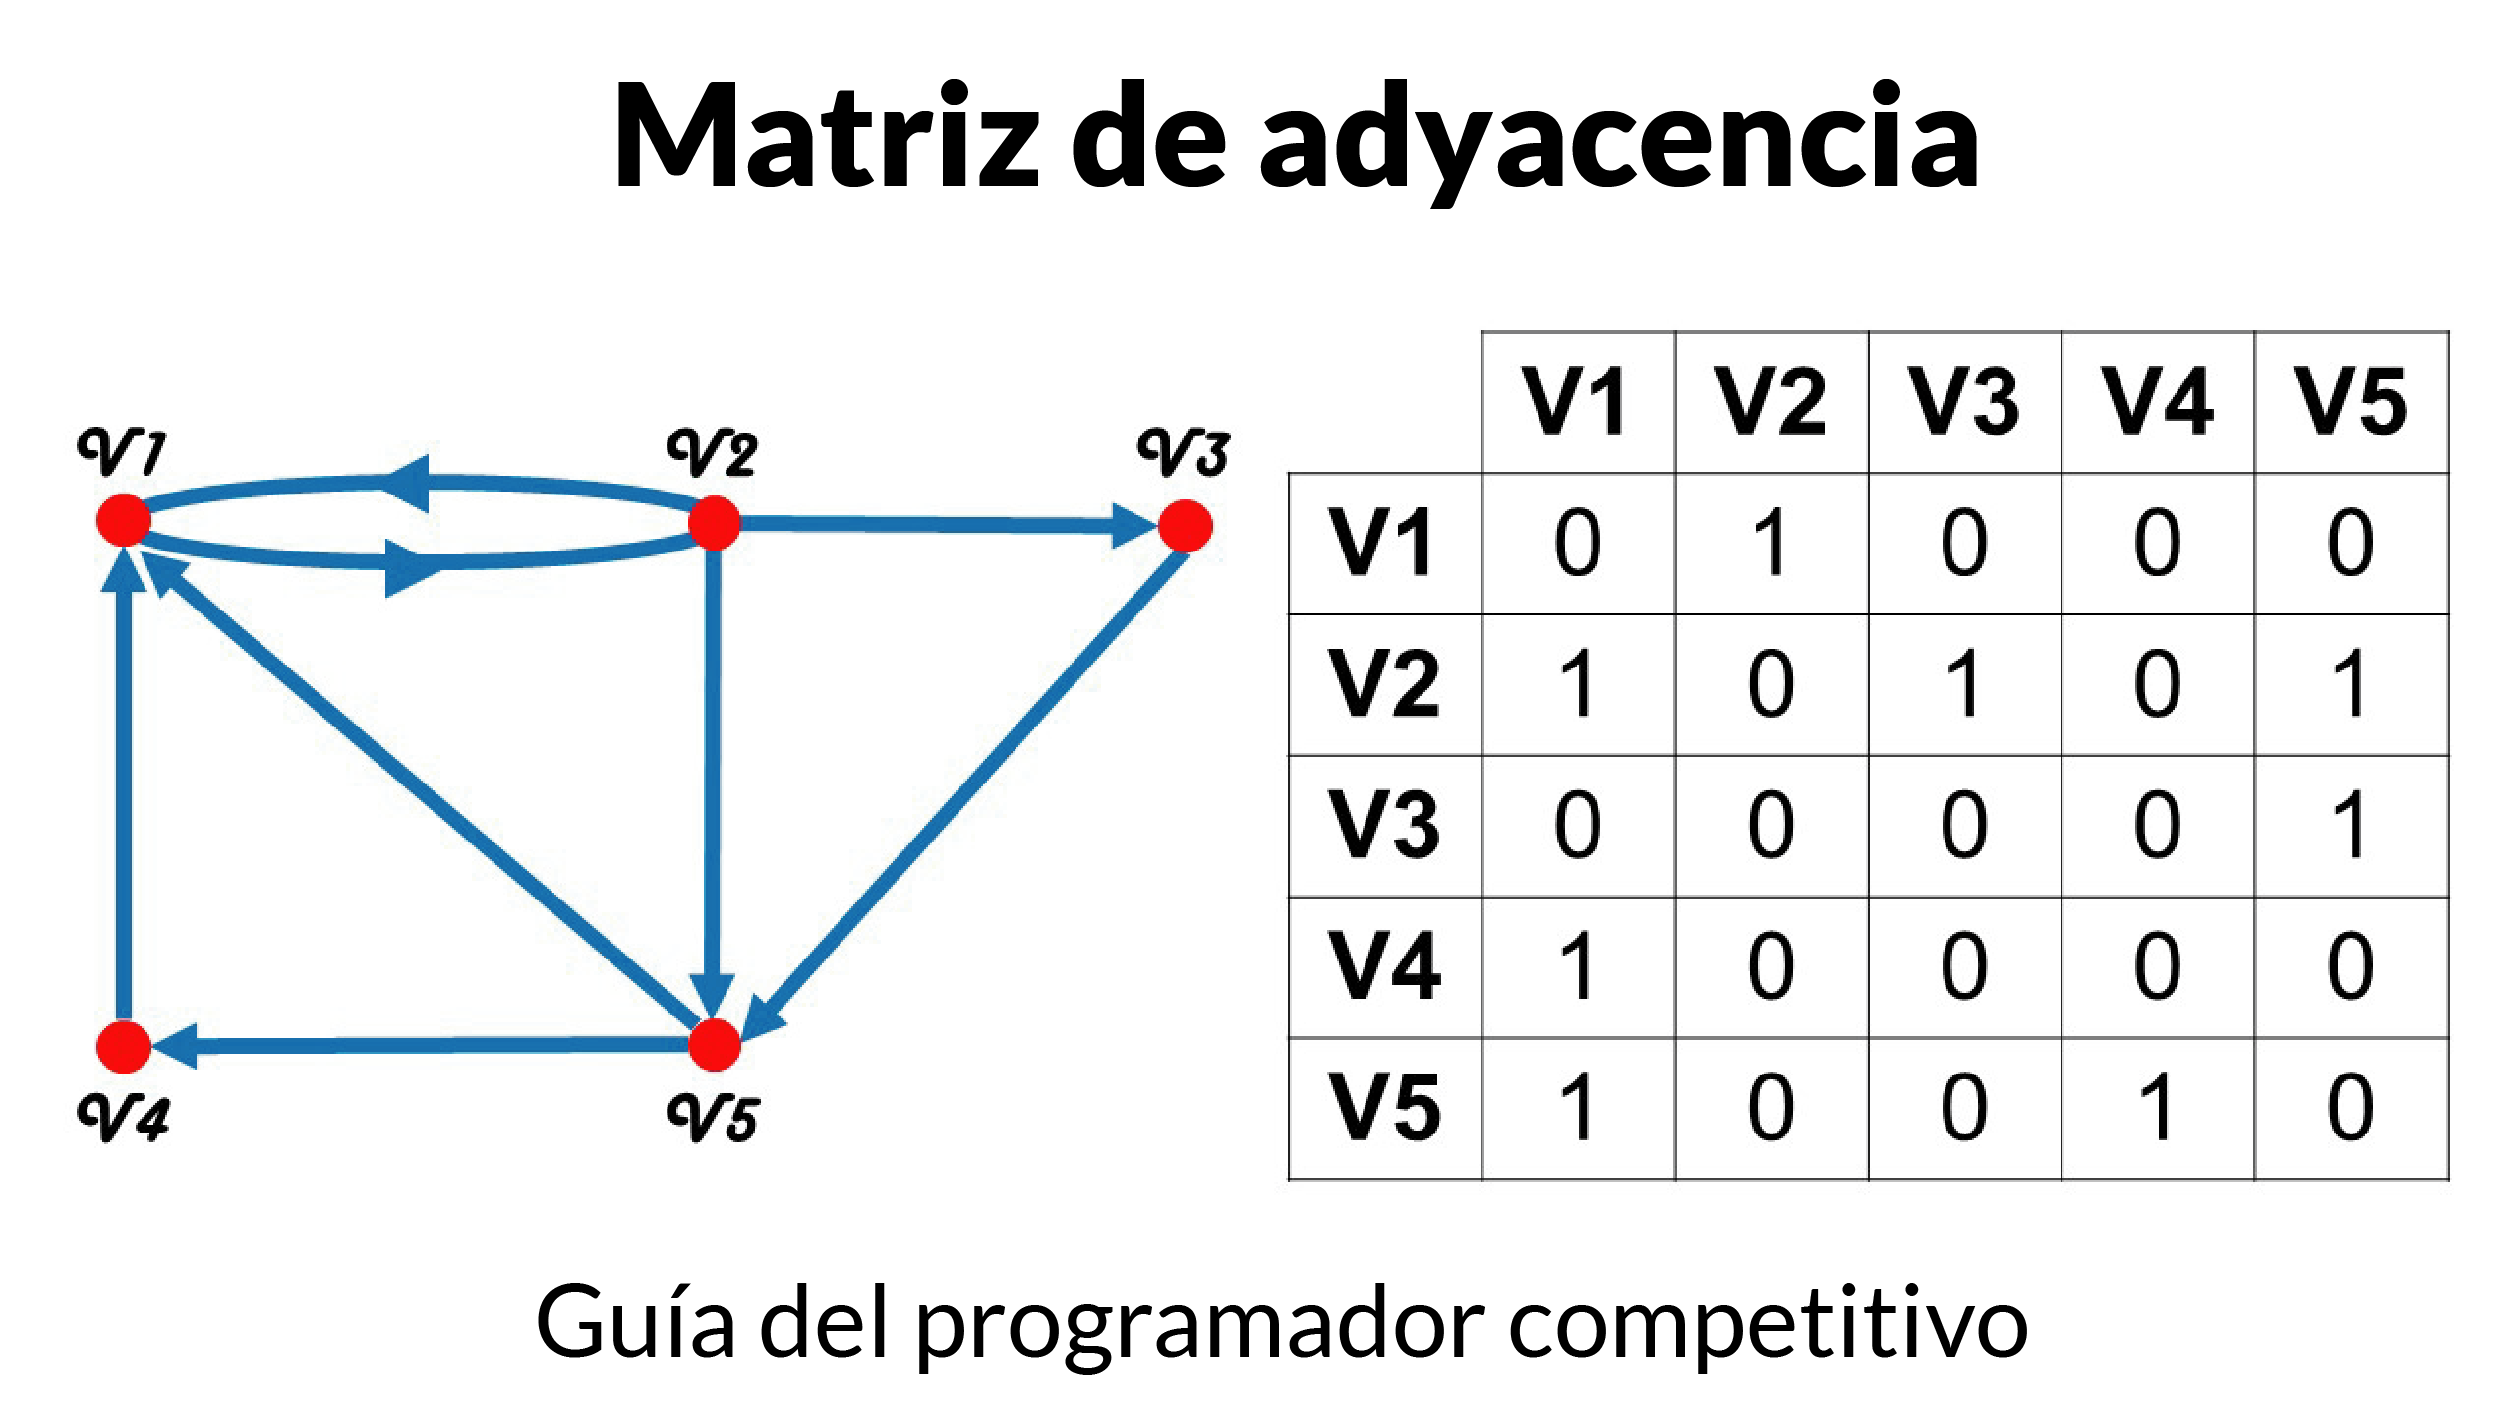 Matriz de adyacencia
V1 V2 V3
V4 V5
V1 V2 V3 V4 V5
V1 0 1 0 0 0
V2 1 0 1 0 1
V3 0 0 0 0 1
V4 1 0 0 0 0
V5 1 0 0 1 0
Guía del programador competitivo